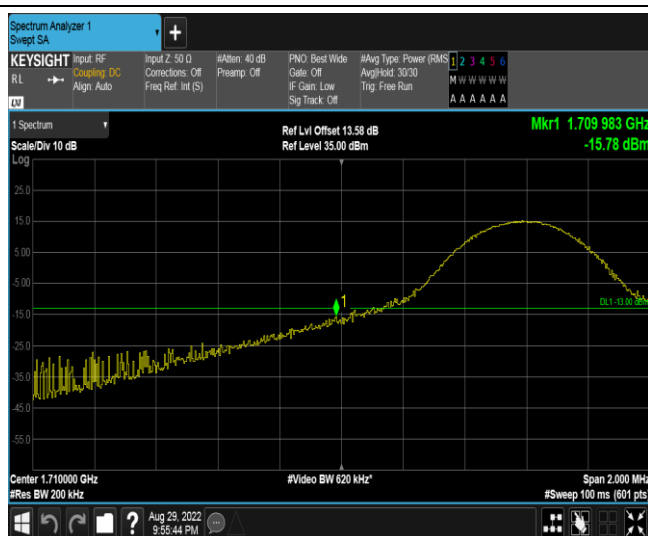 Spectrum Analyzer 1
Swept SA
+
KEYSIGHT
RL
Input: RF
Coupling: DC
Align: Auto
Input Z: 50 Ω
Corrections: Off
Freq Ref: Int (S)
#Atten: 40 dB
Preamp: Off
PNO: Best Wide
Gate: Off
IF Gain: Low
Sig Track: Off
#Avg Type: Power (RMS
Avg|Hold: 30/30
Trig: Free Run
1 2 3 4 5 6
M W W W W W
A A A A A A
1 Spectrum
Scale/Div 10 dB
Log
Ref Lvl Offset 13.58 dB
Ref Level 35.00 dBm
Mkr1 1.709 983 GHz
-15.78 dBm
25.0
15.0
5.00
-5.00
-15.0
-25.0
-35.0
-45.0
-55.0
1
DL1 -13.00 dBm
Center 1.710000 GHz
#Res BW 200 kHz
#Video BW 620 kHz*
Span 2.000 MHz
#Sweep 100 ms (601 pts)
?
Aug 29, 2022
9:55:44 PM